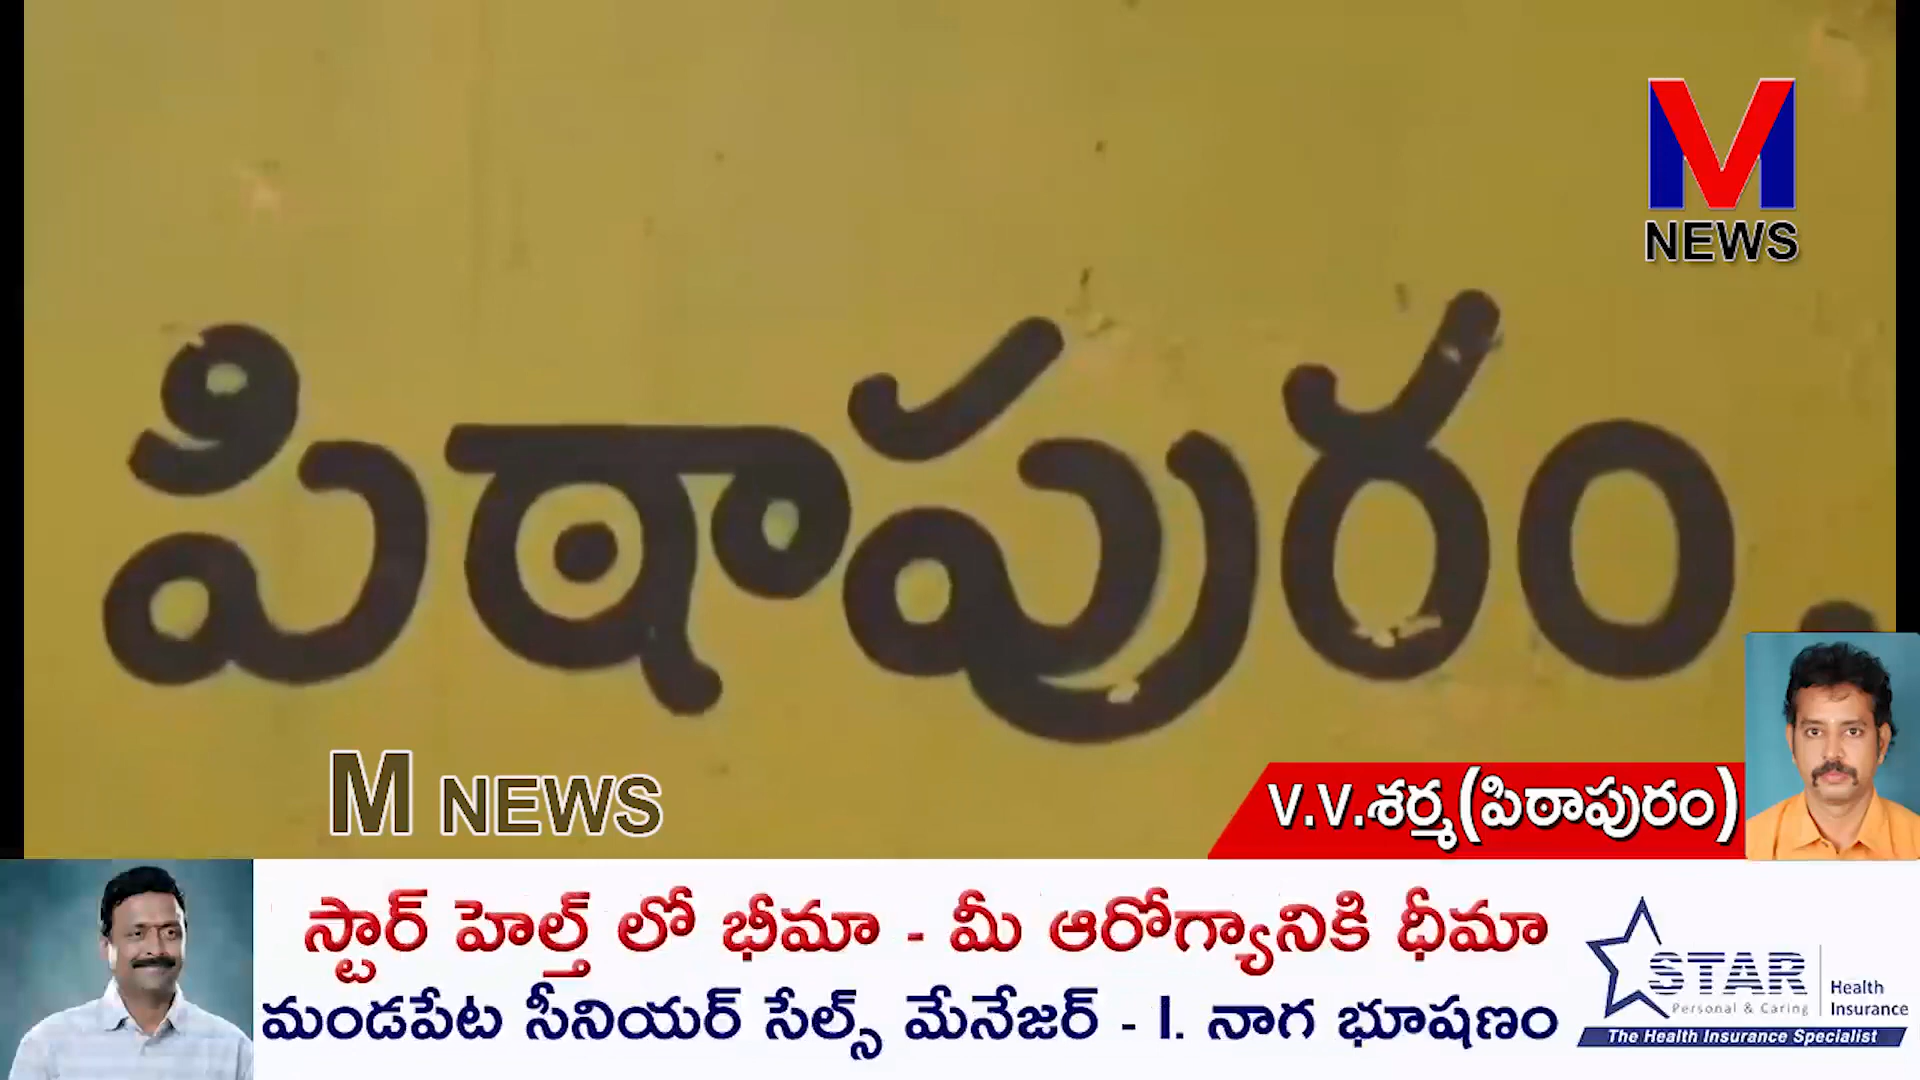 M
NEWS
పిఠాపురం.
M NEWS
V.V.శర్మ(పిఠాపురం)
స్టార్ హెల్త్ లో భీమా - మీ ఆరోగ్యానికి ధీమా
మండపేట సీనియర్ సేల్స్ మేనేజర్ - I. నాగ భూషణం
STAR
Personal & Caring
Health
Insurance
The Health Insurance Specialist